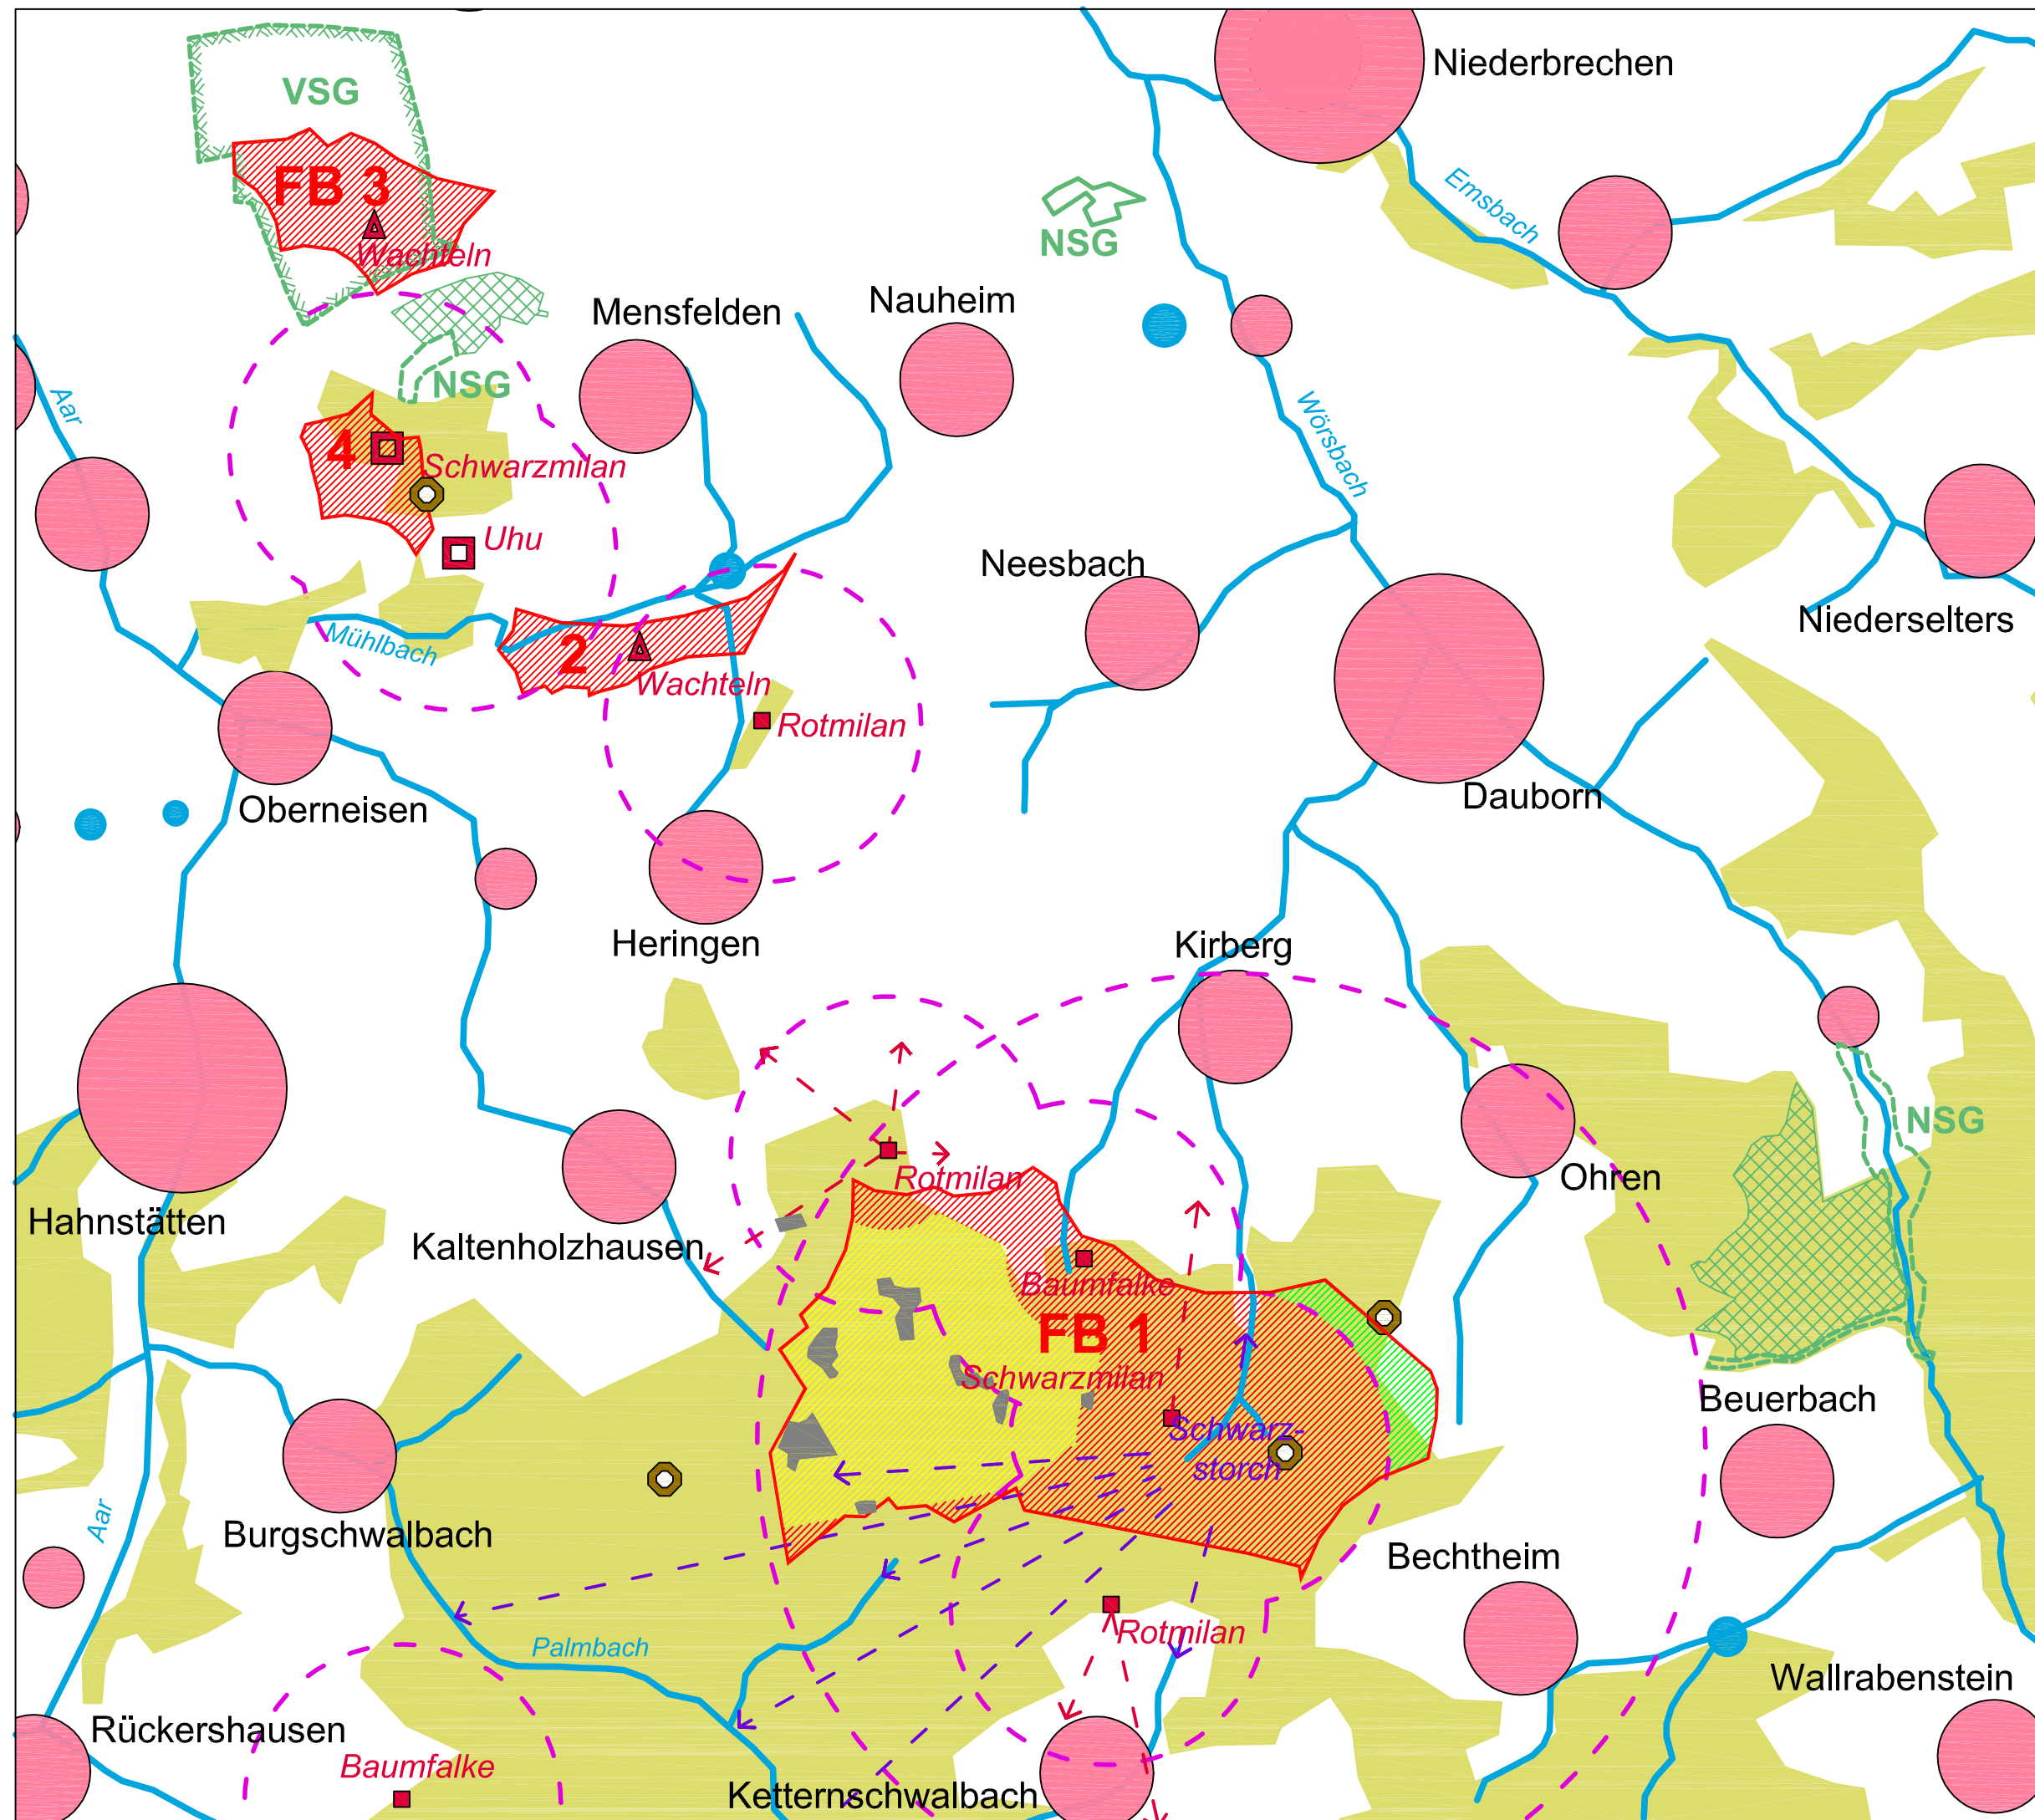 Niederbrechen
VSG
FB 3
Wachteln
Emsbach
NSG
Mensfelden
Nauheim
NSG
Aar
Wörsbach
4
Schwarzmilan
Uhu
Neesbach
Niederselters
Mühlbach
2
Wachteln
Rotmilan
Oberneisen
Dauborn
Heringen
Kirberg
NSG
Rotmilan
Ohren
Hahnstätten
Kaltenholzhausen
Baumfalke
FB 1
Schwarzmilan
Beuerbach
Schwarz-
storch
Aar
Burgschwalbach
Bechtheim
Palmbach
Rotmilan
Wallrabenstein
Rückershausen
Baumfalke
Ketternschwalbach